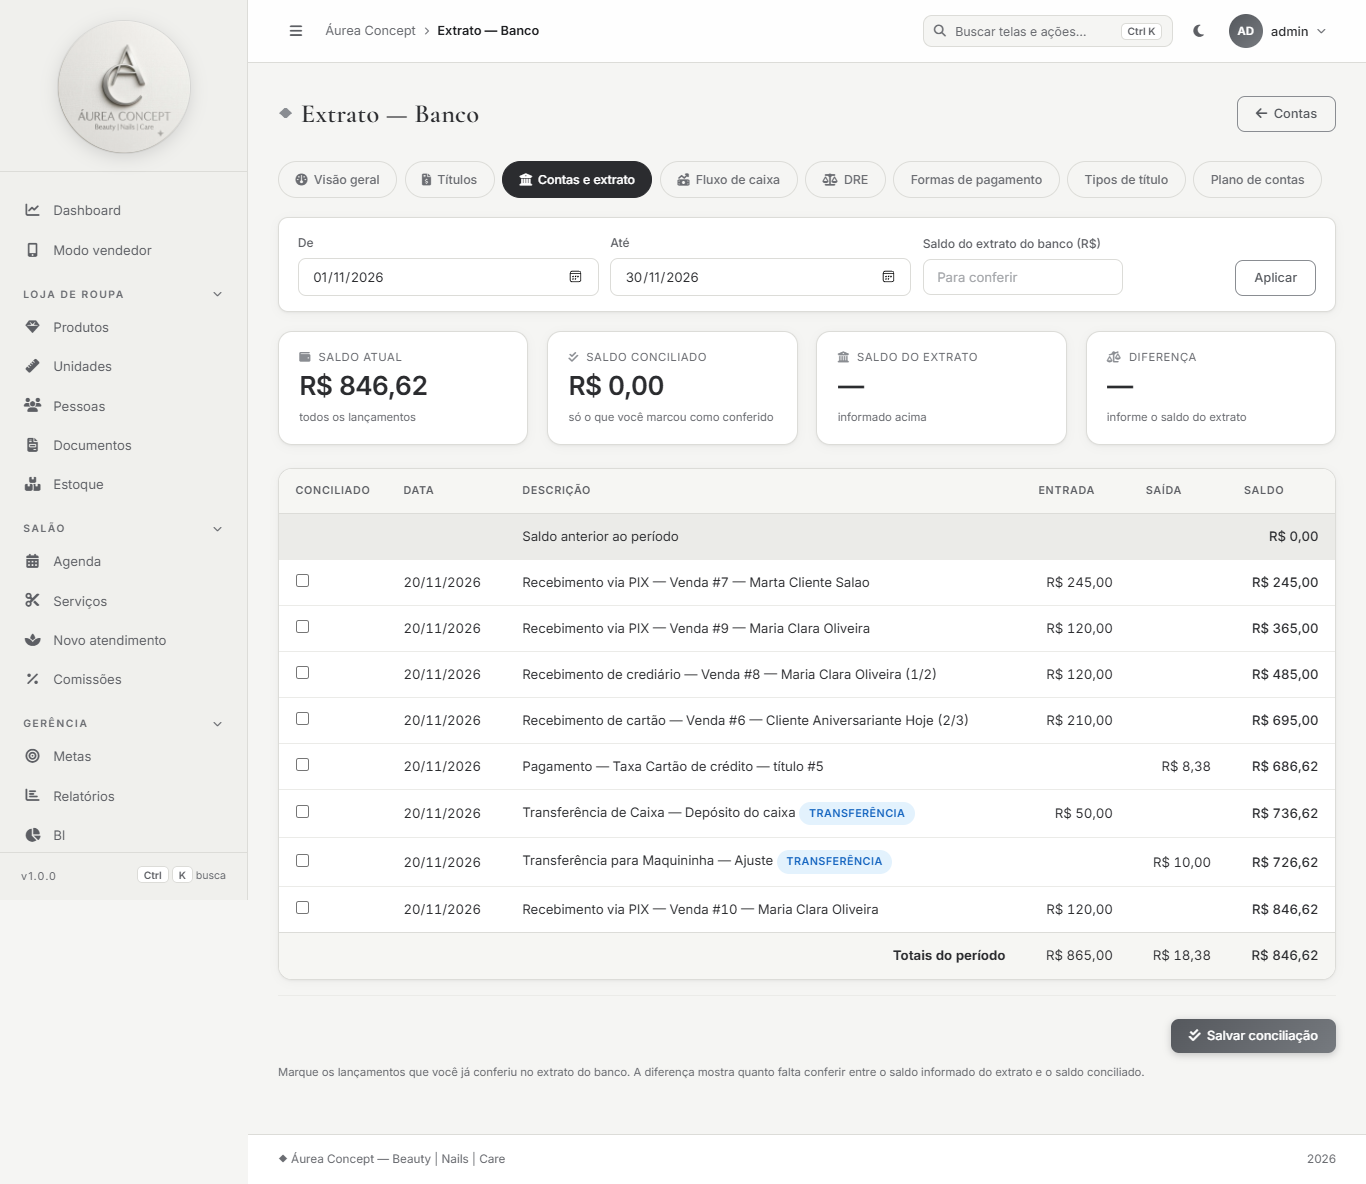 ÁUREA CONCEPT
Beauty | Nails | Care
Dashboard
Modo vendedor
LOJA DE ROUPA
Produtos
Unidades
Pessoas
Documentos
Estoque
SALÃO
Agenda
Serviços
Novo atendimento
Comissões
GERÊNCIA
Metas
Relatórios
BI
v1.0.0 Ctrl K busca
Áurea Concept › Extrato — Banco
Buscar telas e ações... Ctrl K
AD admin
Extrato — Banco
Contas
Visão geral Títulos Contas e extrato Fluxo de caixa DRE Formas de pagamento Tipos de título Plano de contas
De Até Saldo do extrato do banco (R$)
01/11/2026 30/11/2026 Para conferir Aplicar
SALDO ATUAL
R$ 846,62
todos os lançamentos
SALDO CONCILIADO
R$ 0,00
só o que você marcou como conferido
SALDO DO EXTRATO
—
informado acima
DIFERENÇA
—
informe o saldo do extrato
CONCILIADO DATA DESCRIÇÃO ENTRADA SAÍDA SALDO
Saldo anterior ao período R$ 0,00
20/11/2026 Recebimento via PIX — Venda #7 — Marta Cliente Salao R$ 245,00 R$ 245,00
20/11/2026 Recebimento via PIX — Venda #9 — Maria Clara Oliveira R$ 120,00 R$ 365,00
20/11/2026 Recebimento de crediário — Venda #8 — Maria Clara Oliveira (1/2) R$ 120,00 R$ 485,00
20/11/2026 Recebimento de cartão — Venda #6 — Cliente Aniversariante Hoje (2/3) R$ 210,00 R$ 695,00
20/11/2026 Pagamento — Taxa Cartão de crédito — título #5 R$ 8,38 R$ 686,62
20/11/2026 Transferência de Caixa — Depósito do caixa TRANSFERÊNCIA R$ 50,00 R$ 736,62
20/11/2026 Transferência para Maquininha — Ajuste TRANSFERÊNCIA R$ 10,00 R$ 726,62
20/11/2026 Recebimento via PIX — Venda #10 — Maria Clara Oliveira R$ 120,00 R$ 846,62
Totais do período R$ 865,00 R$ 18,38 R$ 846,62
Salvar conciliação
Marque os lançamentos que você já conferiu no extrato do banco. A diferença mostra quanto falta conferir entre o saldo informado do extrato e o saldo conciliado.
Áurea Concept — Beauty | Nails | Care 2026